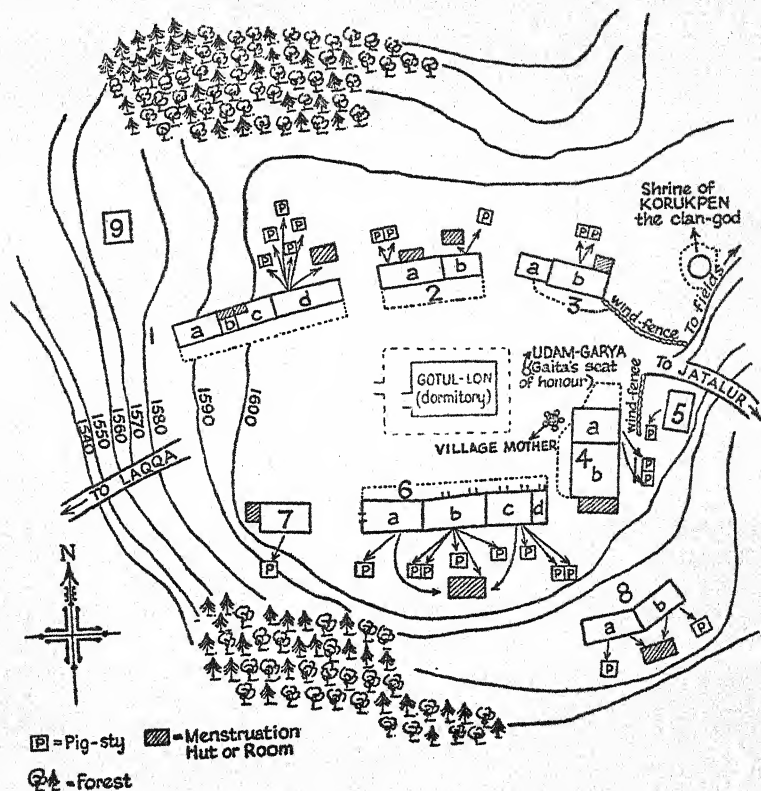 Shrine of
KORUKPEN
the clan-god
9
P
P
P P
P
P
P P
P
P P
a
b
c
d
a
b
2
a
b
3
wind-fence
To fields
UDAM-GARYA
(Gaita's seat
of honour)
GOTUL-LON
(dormitory)
To JATALUR
wind-fence
5
P
VILLAGE MOTHER
a
4
b
P
P
1
1540
1550
1560
1570
1580
1590
1600
TO LAQQA
6
a
b
c
d
7
P
P
P P
P
P
P
P P
8
a
b
P
P
N
P =Pig-sty
=Menstruation
Hut or Room
=Forest